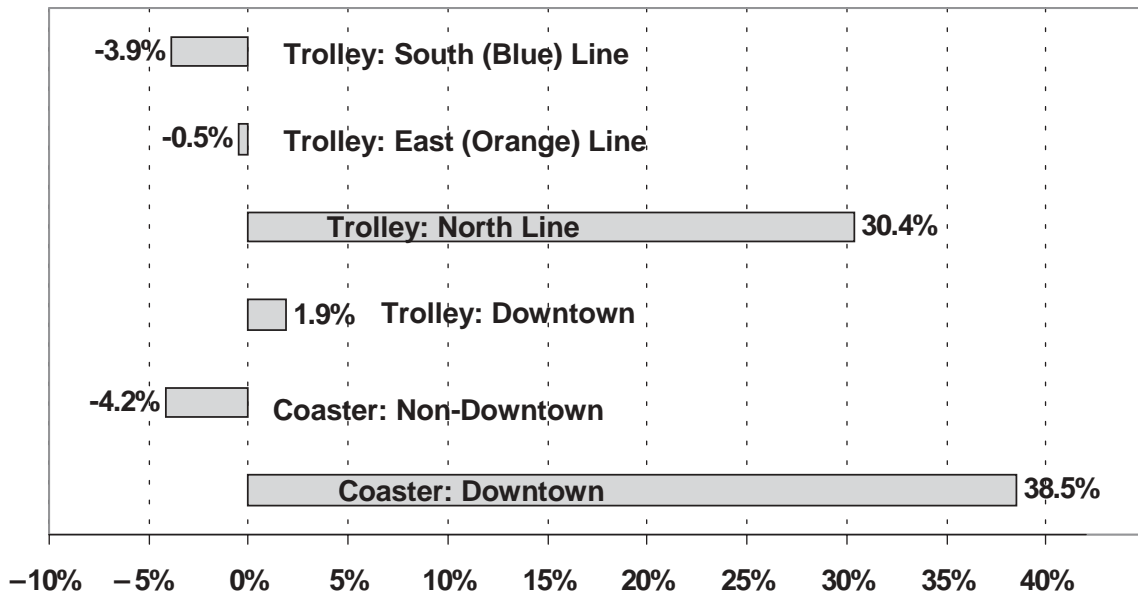 -3.9% Trolley: South (Blue) Line
-0.5% Trolley: East (Orange) Line
Trolley: North Line 30.4%
1.9% Trolley: Downtown
-4.2% Coaster: Non-Downtown
Coaster: Downtown 38.5%
–10% –5% 0% 5% 10% 15% 20% 25% 30% 35% 40%